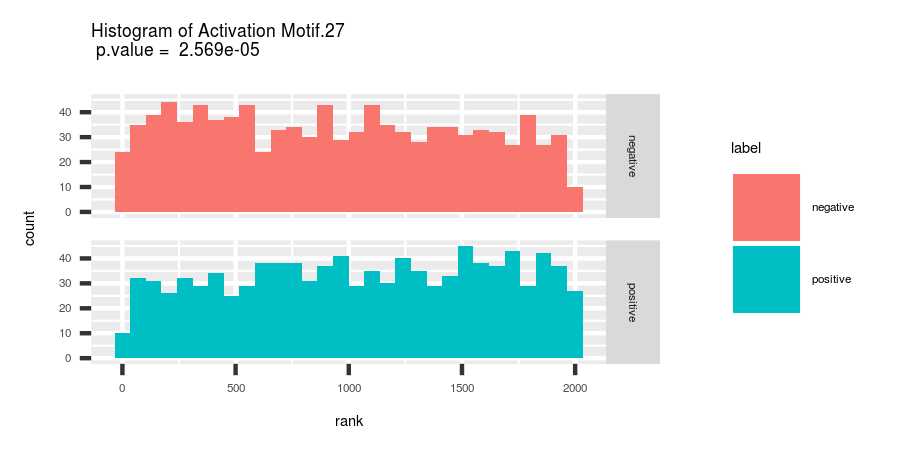 Histogram of Activation Motif.27
p.value = 2.569e-05
count
40
30
20
10
0
negative
40
30
20
10
0
positive
0 500 1000 1500 2000
rank
label
negative
positive